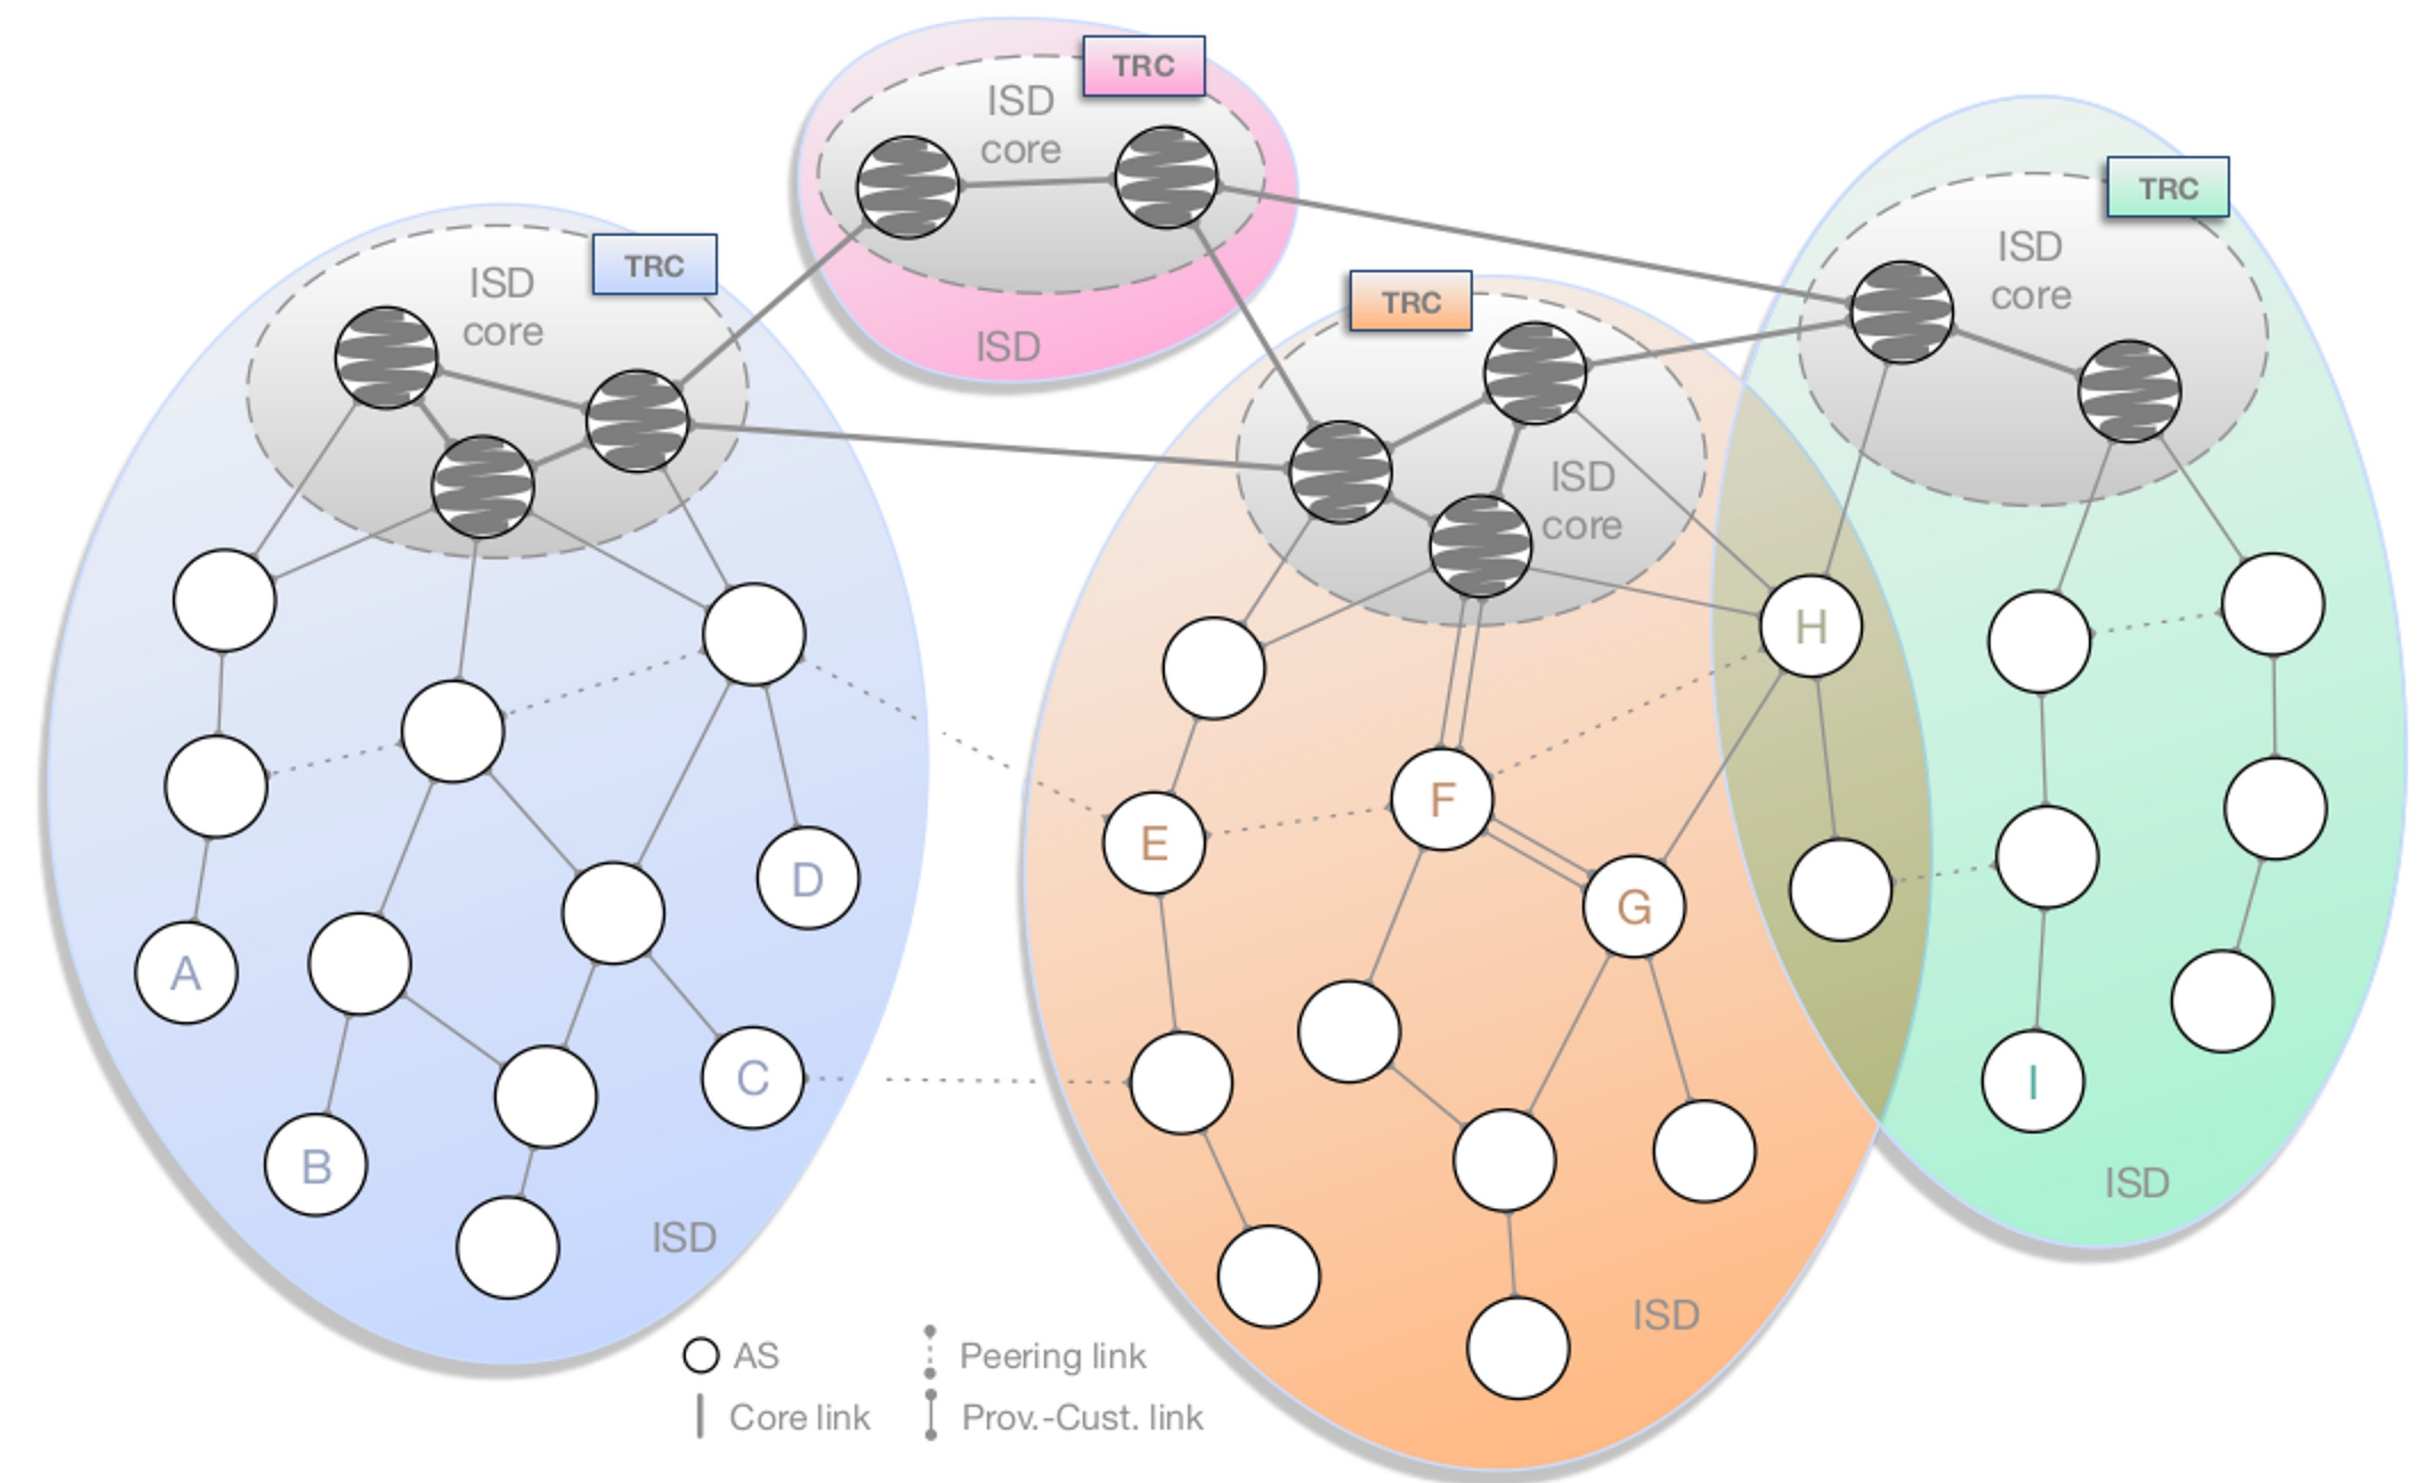 TRC
ISD
core
ISD
TRC
ISD
core
TRC
ISD
core
TRC
ISD
core
H
F
E
G
D
A
C
B
I
ISD
ISD
ISD
AS
Peering link
Core link
Prov.-Cust. link